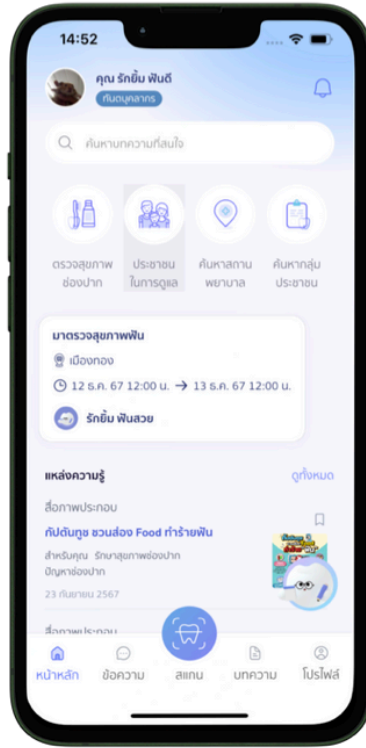 14:52
คุณ รักยิ้ม ฟันดี
ทันตบุคลากร
ค้นหาบทความที่สนใจ
ตรวจสุขภาพ
ช่องปาก
ประชาชน
ในการดูแล
ค้นหาสถาน
พยาบาล
ค้นหากลุ่ม
ประชาชน
มาตรวจสุขภาพฟัน
เมืองทอง
12 ธ.ค. 67 12:00 น. → 13 ธ.ค. 67 12:00 น.
รักยิ้ม ฟันสวย
แหล่งความรู้ ดูทั้งหมด
สื่อภาพประกอบ
กัปตันทูช ชวนส่อง Food ทำร้ายฟัน
สำหรับคุณ รักษาสุขภาพช่องปาก
ปัญหาช่องปาก
23 กันยายน 2567
สื่อภาพประกอบ
หน้าหลัก ข้อความ สแกน บทความ โปรไฟล์